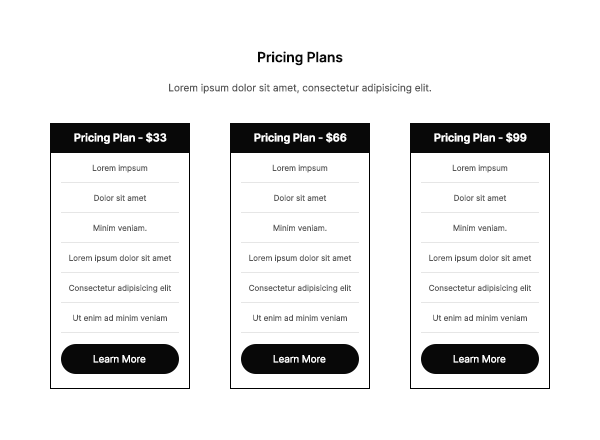 Pricing Plans
Lorem ipsum dolor sit amet, consectetur adipisicing elit.
Pricing Plan - $33
Lorem impsum
Dolor sit amet
Minim veniam.
Lorem ipsum dolor sit amet
Consectetur adipisicing elit
Ut enim ad minim veniam
Learn More
Pricing Plan - $66
Lorem impsum
Dolor sit amet
Minim veniam.
Lorem ipsum dolor sit amet
Consectetur adipisicing elit
Ut enim ad minim veniam
Learn More
Pricing Plan - $99
Lorem impsum
Dolor sit amet
Minim veniam.
Lorem ipsum dolor sit amet
Consectetur adipisicing elit
Ut enim ad minim veniam
Learn More